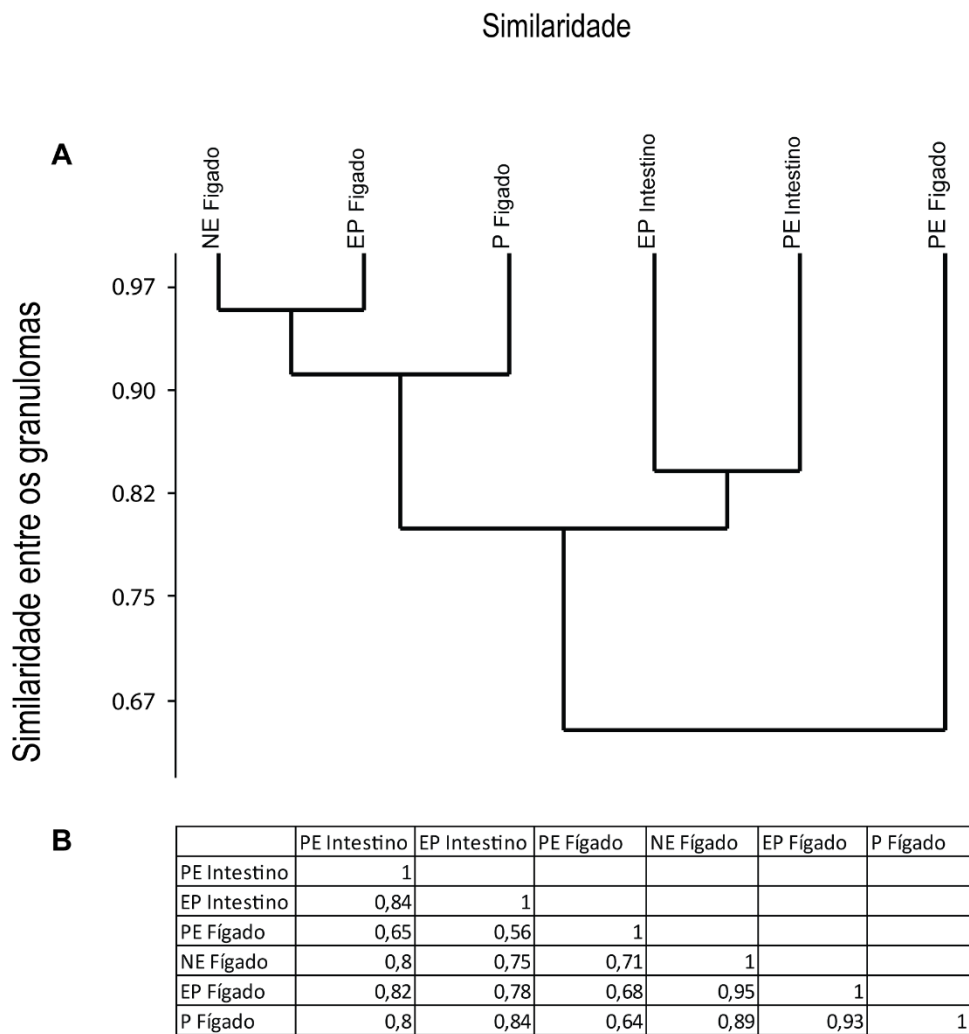 Similaridade
A
NE Figado
EP Figado
P Figado
EP Intestino
PE Intestino
PE Figado
Similaridade entre os granulomas
0.97
0.90
0.82
0.75
0.67
B
PE Intestino EP Intestino PE Fígado NE Fígado EP Fígado P Fígado
PE Intestino 1
EP Intestino 0,84 1
PE Fígado 0,65 0,56 1
NE Fígado 0,8 0,75 0,71 1
EP Fígado 0,82 0,78 0,68 0,95 1
P Fígado 0,8 0,84 0,64 0,89 0,93 1